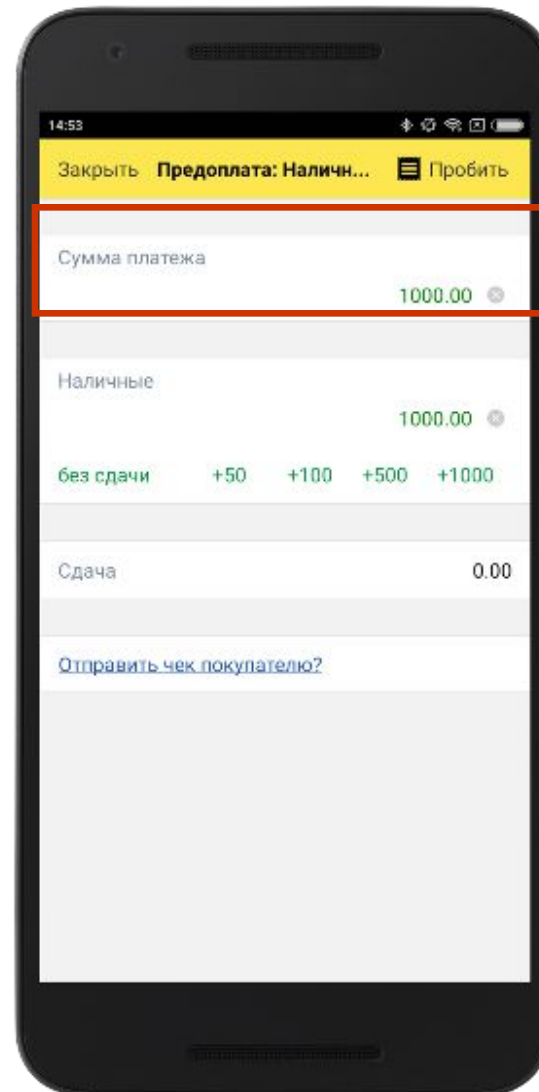 14:53
Закрыть Предоплата: Наличн... Пробить
Сумма платежа
1000.00
Наличные
1000.00
без сдачи +50 +100 +500 +1000
Сдача 0.00
Отправить чек покупателю?